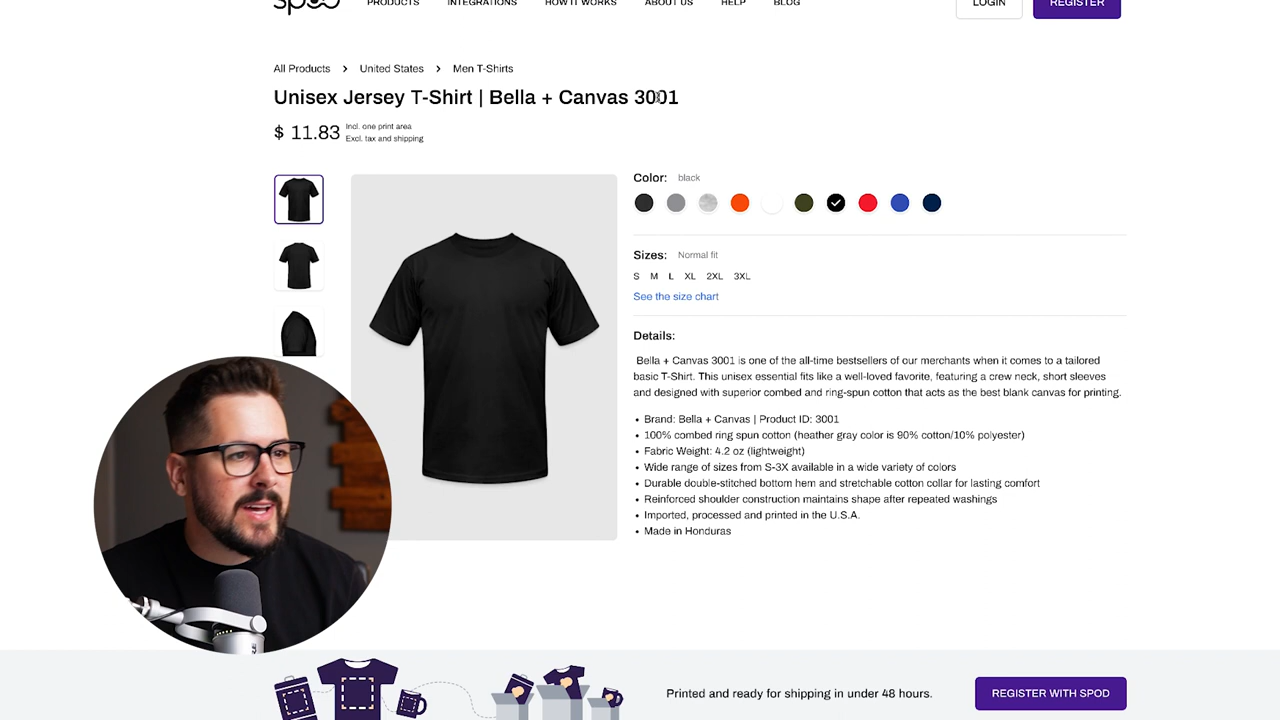 spod PRODUCTS INTEGRATIONS HOW IT WORKS ABOUT US HELP BLOG LOGIN REGISTER
All Products > United States > Men T-Shirts
Unisex Jersey T-Shirt | Bella + Canvas 3001
$ 11.83
Incl. one print area
Excl. tax and shipping
Color: black
Sizes: Normal fit
S M L XL 2XL 3XL
See the size chart
Details:
Bella + Canvas 3001 is one of the all-time bestsellers of our merchants when it comes to a tailored
basic T-Shirt. This unisex essential fits like a well-loved favorite, featuring a crew neck, short sleeves
and designed with superior combed and ring-spun cotton that acts as the best blank canvas for printing.
• Brand: Bella + Canvas | Product ID: 3001
• 100% combed ring spun cotton (heather gray color is 90% cotton/10% polyester)
• Fabric Weight: 4.2 oz (lightweight)
• Wide range of sizes from S-3X available in a wide variety of colors
• Durable double-stitched bottom hem and stretchable cotton collar for lasting comfort
• Reinforced shoulder construction maintains shape after repeated washings
• Imported, processed and printed in the U.S.A.
• Made in Honduras
Printed and ready for shipping in under 48 hours.
REGISTER WITH SPOD